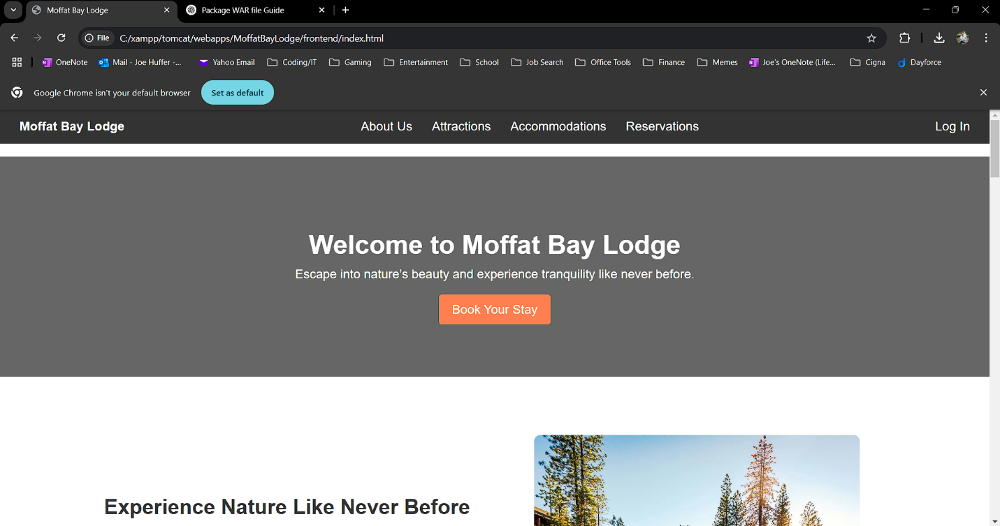 Moffat Bay Lodge
Package WAR file Guide
File
C:/xampp/tomcat/webapps/MoffatBayLodge/frontend/index.html
OneNote
Mail - Joe Huffer -...
Yahoo Email
Coding/IT
Gaming
Entertainment
School
Job Search
Office Tools
Finance
Memes
Joe's OneNote (Life...
Cigna
Dayforce
Google Chrome isn't your default browser
Set as default
Moffat Bay Lodge
About Us
Attractions
Accommodations
Reservations
Log In
Welcome to Moffat Bay Lodge
Escape into nature's beauty and experience tranquility like never before.
Book Your Stay
Experience Nature Like Never Before